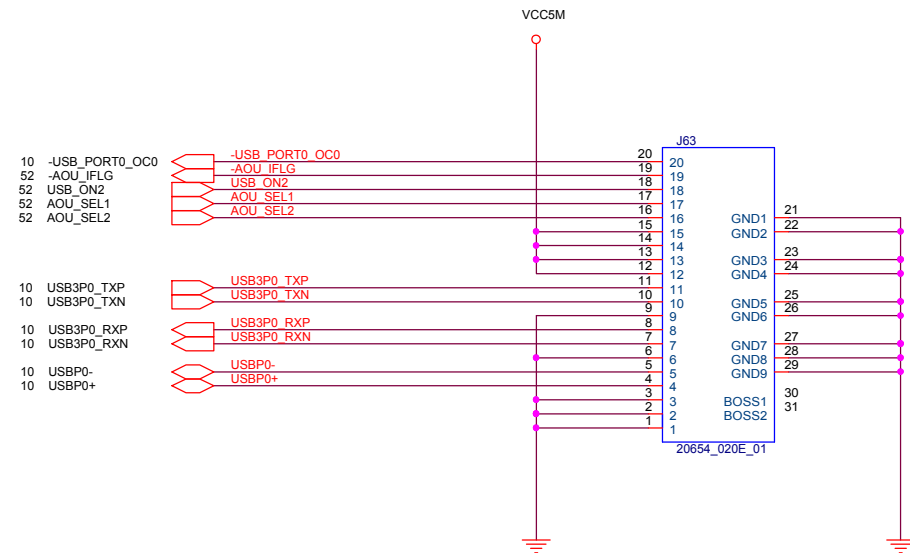 VCC5M
J63
10 -USB_PORT0_OC0 -USB_PORT0_OC0 20 20
52 -AOU_IFLG -AOU_IFLG 19 19
52 USB_ON2 USB_ON2 18 18
52 AOU_SEL1 AOU_SEL1 17 17
52 AOU_SEL2 AOU_SEL2 16 16 GND1 21
15 15 GND2 22
14 14
13 13 GND3 23
12 12 GND4 24
10 USB3P0_TXP USB3P0_TXP 11 11
10 USB3P0_TXN USB3P0_TXN 10 10 GND5 25
9 9 GND6 26
10 USB3P0_RXP USB3P0_RXP 8 8
10 USB3P0_RXN USB3P0_RXN 7 7 GND7 27
6 6 GND8 28
10 USBP0- USBP0- 5 5 GND9 29
10 USBP0+ USBP0+ 4 4
3 3 BOSS1 30
2 2 BOSS2 31
1 1
20654_020E_01